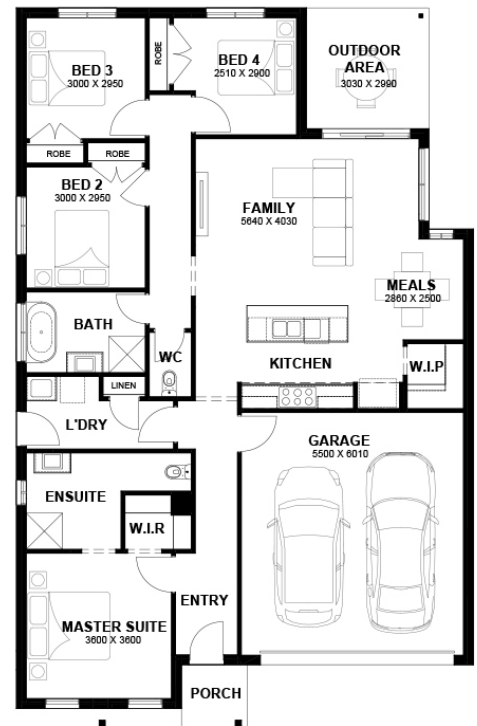 BED 3
3000 X 2950
ROBE
BED 4
2510 X 2900
OUTDOOR
AREA
3030 X 2990
ROBE
ROBE
BED 2
3000 X 2950
FAMILY
5640 X 4030
MEALS
2860 X 2500
BATH
WC
KITCHEN
W.I.P
LINEN
L'DRY
GARAGE
5500 X 6010
ENSUITE
W.I.R
MASTER SUITE
3600 X 3600
ENTRY
PORCH